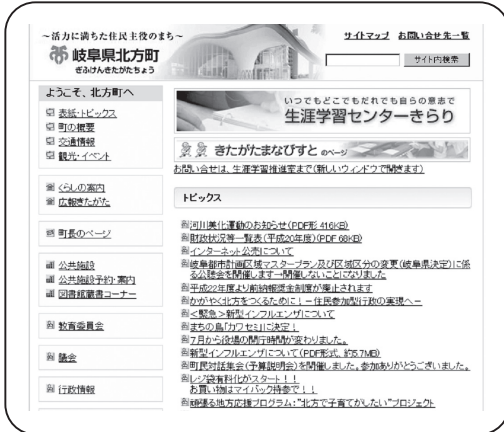 ～活力に満ちた住民主役のまち～
岐阜県北方町
ぎふけんきたがたちょう
サイトマップ お問い合せ先一覧
サイト内検索
ようこそ、北方町へ
表紙・トピックス
町の概要
交通情報
観光・イベント
くらしの案内
広報きたがた
町長のページ
公共施設
公共施設予約・案内
図書館蔵書コーナー
教育委員会
議会
行政情報
いつでもどこでもだれでも自らの意志で
生涯学習センターきらり
きたがたまなびすと のページ
お問い合せは、生涯学習推進室まで(新しいウィンドウで開きます)
トピックス
河川美化運動のお知らせ(PDF形 416KB)
財政状況等一覧表(平成20年度)(PDF 68KB)
インターネット公売について
岐阜都市計画区域マスタープラン及び区域区分の変更(岐阜県決定)に係
る公聴会を開催します→開催しないことになりました
平成22年度より前納報奨金制度が廃止されます
かがやく北方をつくるために！－住民参加型行政の実現へ－
＜緊急＞新型インフルエンザについて
まちの鳥「カワセミ」に決定！
7月から役場の開庁時間が変わりました。
新型インフルエンザについて(PDF形式、約5.7MB)
町民対話集会(予算説明会)を開催しました。参加ありがとうございました。
レジ袋有料化がスタート！！
お買い物はマイバック持参で！！
頑張る地方応援プログラム："北方で子育てがしたい"プロジェクト